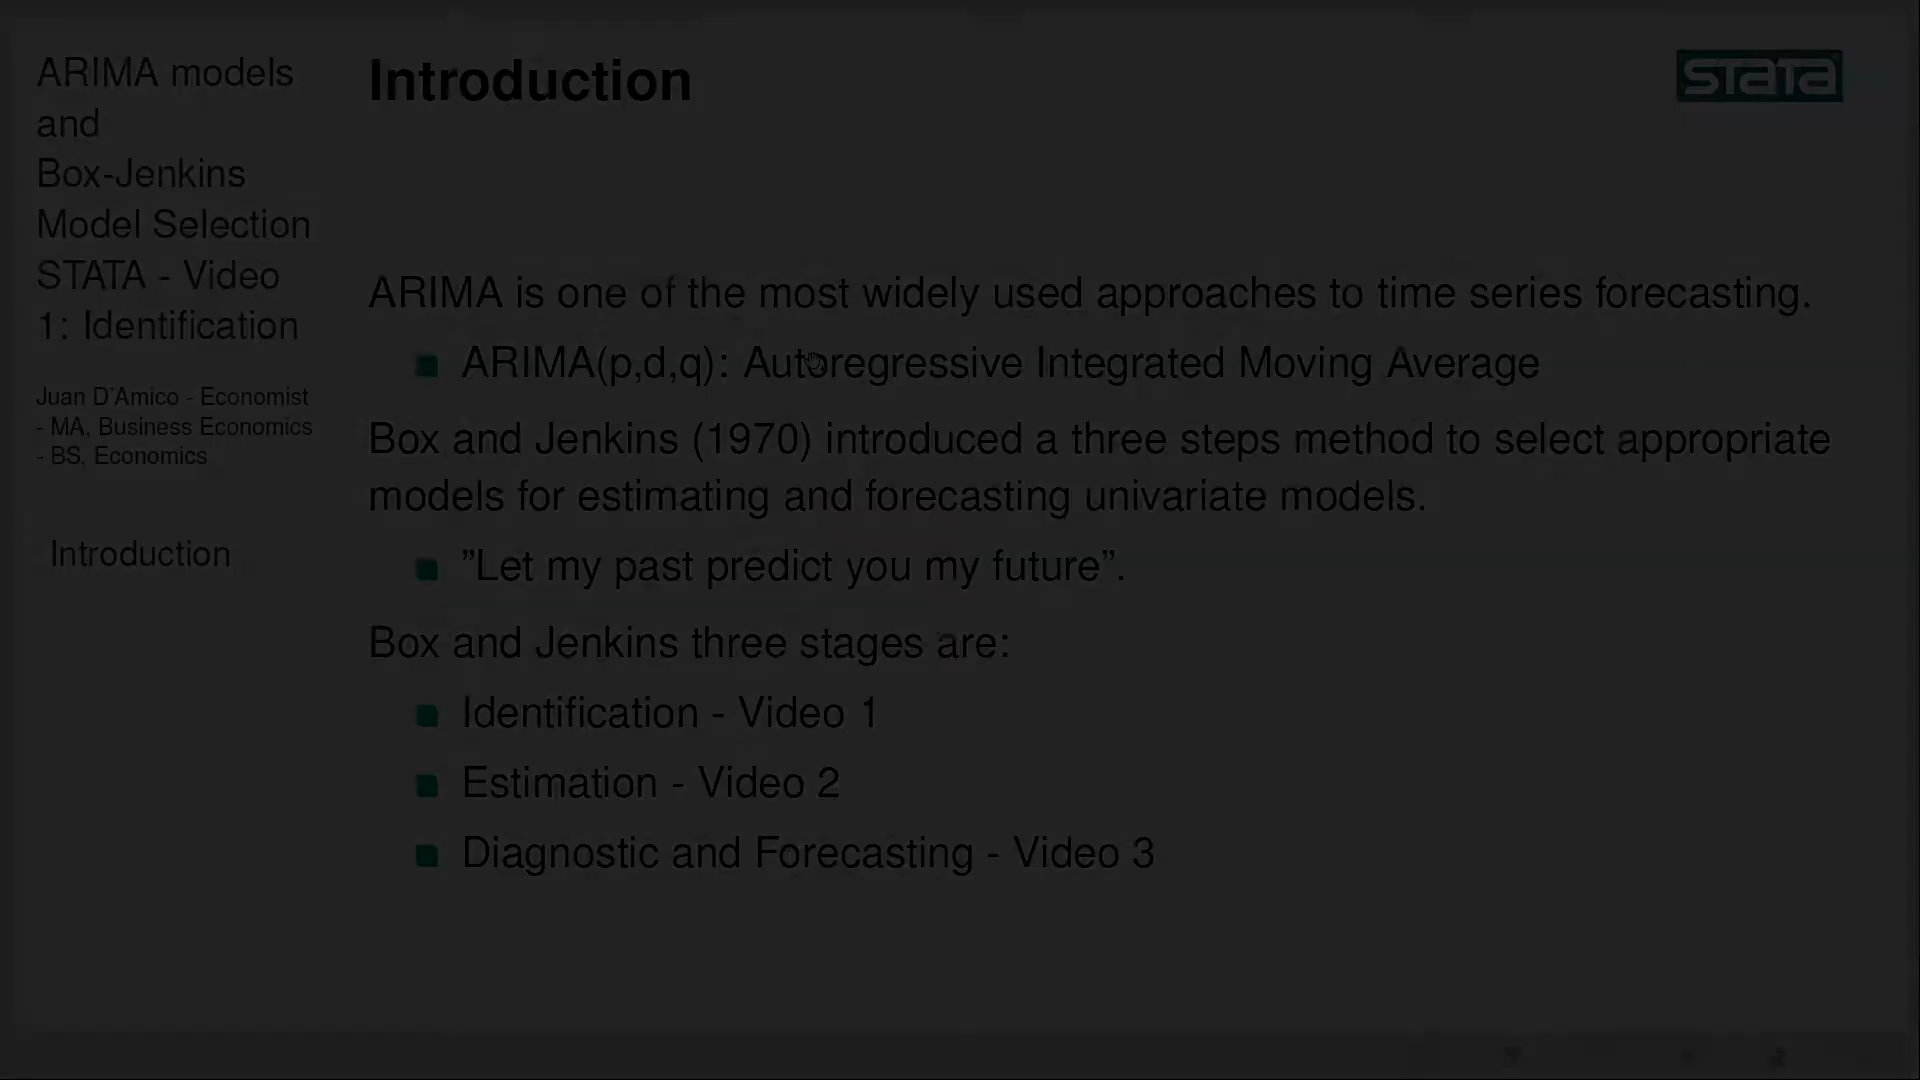 ARIMA models
and
Box-Jenkins
Model Selection
STATA - Video
1: Identification
Juan D'Amico - Economist
- MA. Business Economics
- BS, Economics
Introduction
Introduction
STATA
ARIMA is one of the most widely used approaches to time series forecasting.
ARIMA(p,d,q): Autoregressive Integrated Moving Average
Box and Jenkins (1970) introduced a three steps method to select appropriate
models for estimating and forecasting univariate models.
"Let my past predict you my future".
Box and Jenkins three stages are:
Identification - Video 1
Estimation - Video 2
Diagnostic and Forecasting - Video 3